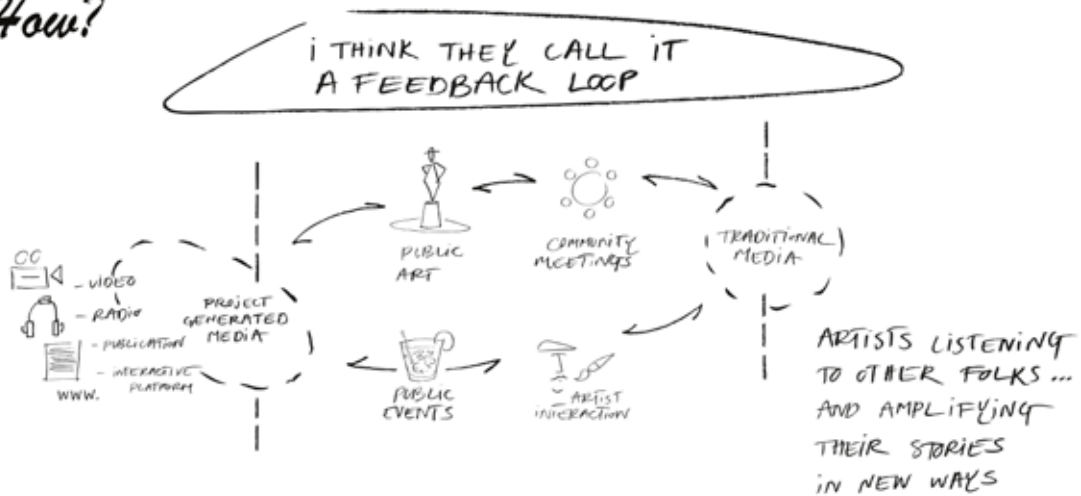 How?
i THINK THEY CALL IT
A FEEDBACK LOOP
PUBLIC
ART
COMMUNITY
MEETINGS
TRADITIONAL
MEDIA
- VIDEO
- RADIO
- PUBLICATION
- INTERACTIVE
PLATFORM
WWW.
PROJECT
GENERATED
MEDIA
PUBLIC
EVENTS
ARTIST
INTERACTION
ARTISTS LISTENING
TO OTHER FOLKS...
AND AMPLIFYING
THEIR STORIES
IN NEW WAYS